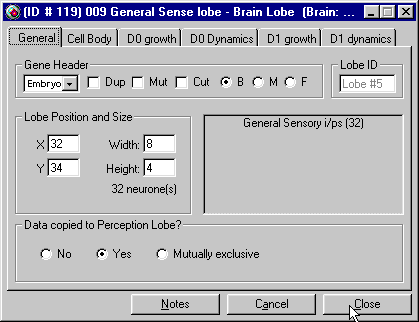 (ID # 119) 009 General Sense lobe - Brain Lobe (Brain: ...
General Cell Body D0 growth D0 Dynamics D1 growth D1 dynamics
Gene Header Lobe ID
Embryo Dup Mut Cut B M F Lobe #5
Lobe Position and Size
General Sensory i/ps (32)
X 32 Width: 8
Y 34 Height: 4
32 neurone(s)
Data copied to Perception Lobe?
No Yes Mutually exclusive
Notes Cancel Close